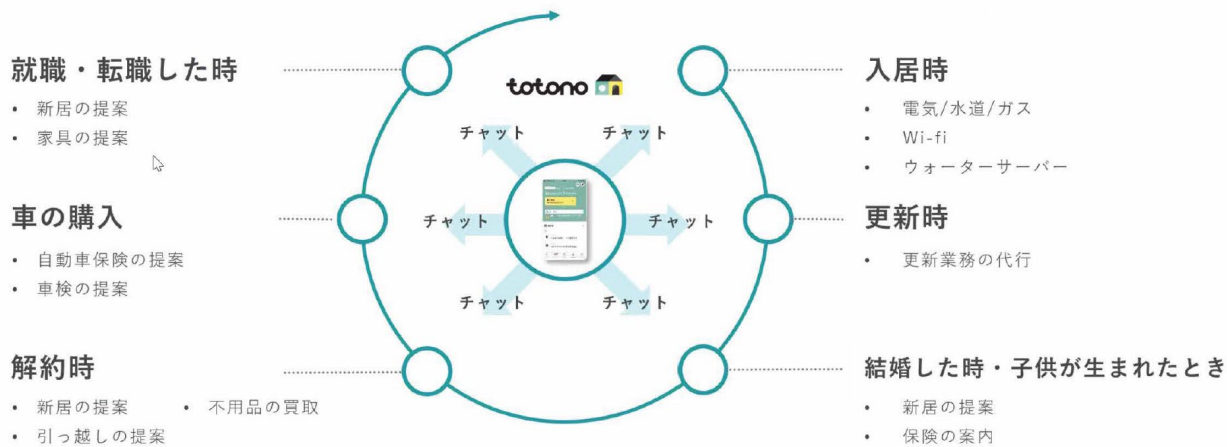 就職・転職した時
• 新居の提案
• 家具の提案
車の購入
• 自動車保険の提案
• 車検の提案
解約時
• 新居の提案 • 不用品の買取
• 引っ越しの提案
totono
チャット チャット
チャット チャット
チャット チャット
入居時
• 電気/水道/ガス
• Wi-fi
• ウォーターサーバー
更新時
• 更新業務の代行
結婚した時・子供が生まれたとき
• 新居の提案
• 保険の案内